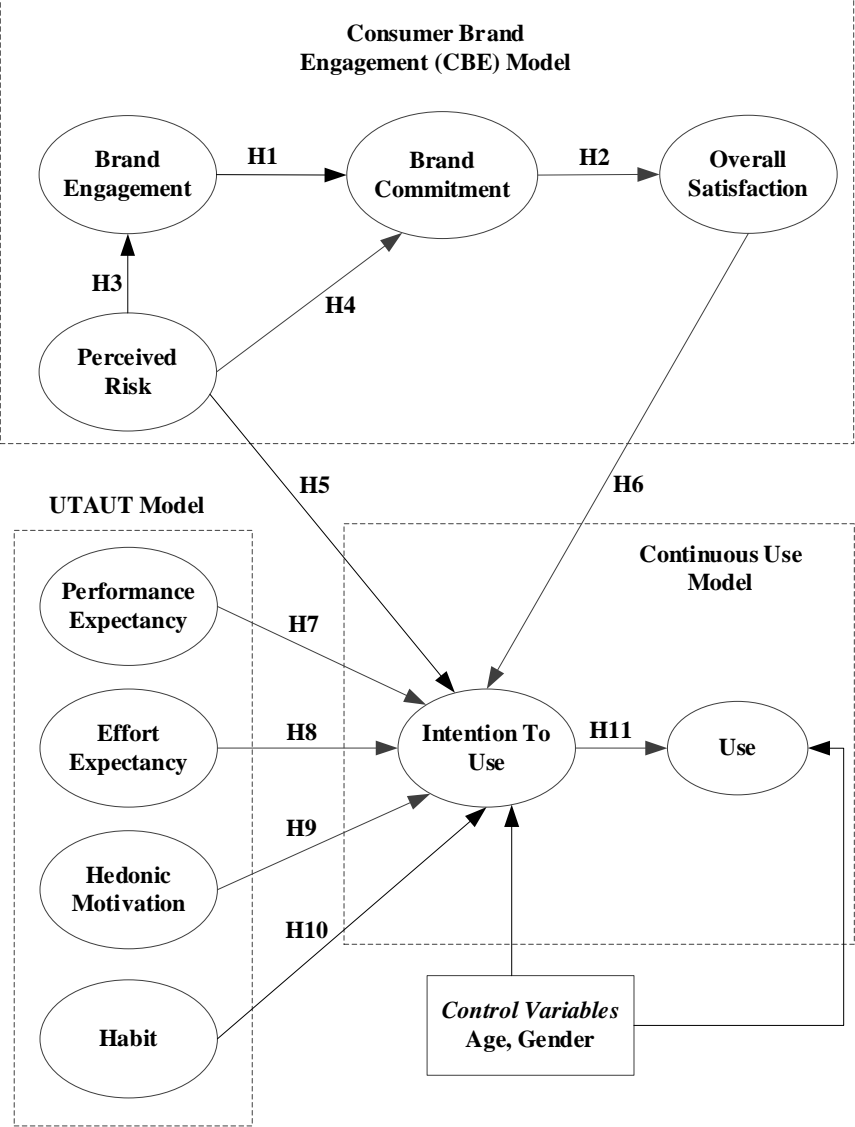 Consumer Brand
Engagement (CBE) Model
Brand
Engagement
H1
Brand
Commitment
H2
Overall
Satisfaction
H3
H4
Perceived
Risk
H5
H6
UTAUT Model
Continuous Use
Model
Performance
Expectancy
H7
Effort
Expectancy
H8
Intention To
Use
H11
Use
H9
Hedonic
Motivation
H10
Habit
Control Variables
Age, Gender